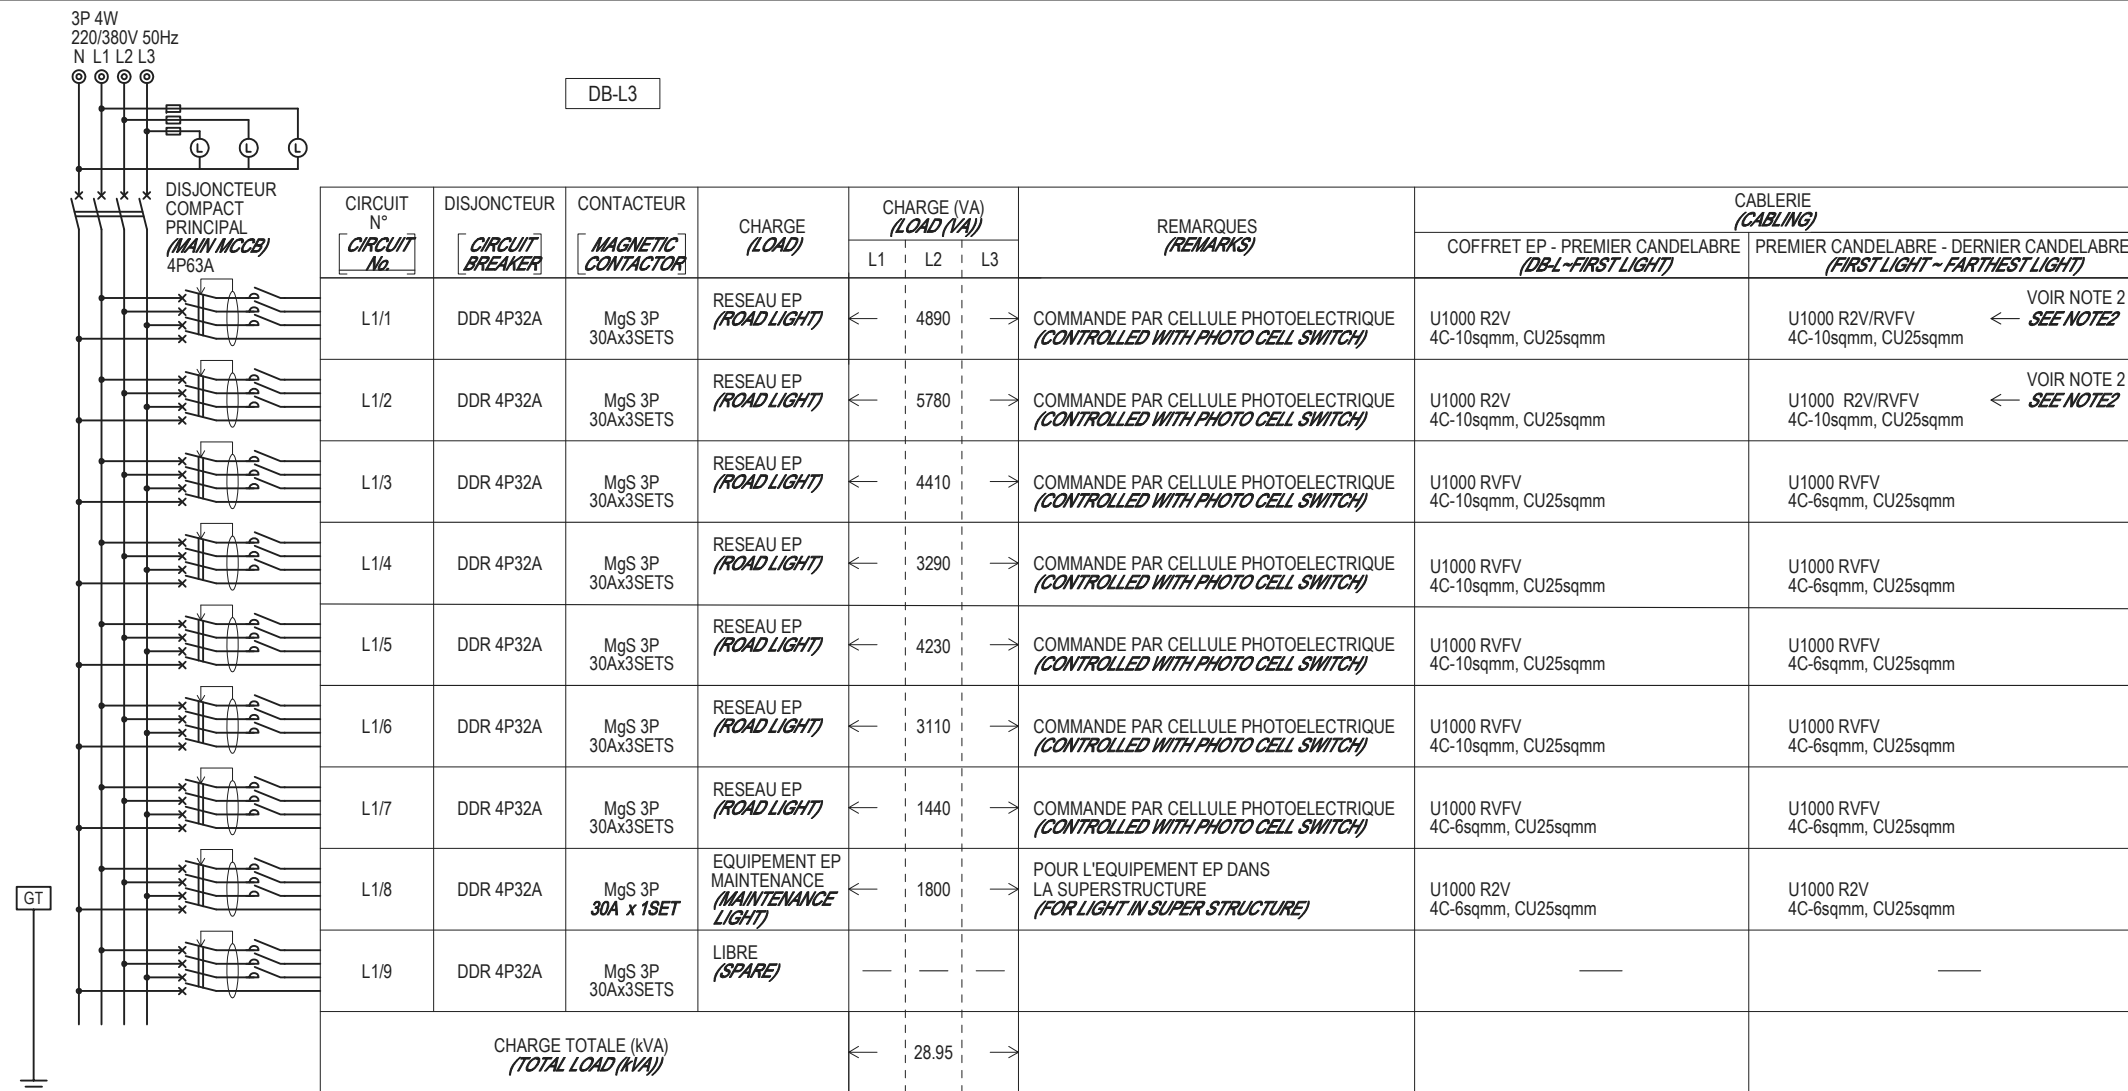 3P 4W
220/380V 50Hz
N L1 L2 L3
DB-L3
L L L
DISJONCTEUR
COMPACT
PRINCIPAL
(MAIN MCCB)
4P63A
CIRCUIT
N°
CIRCUIT
No.
DISJONCTEUR
CIRCUIT
BREAKER
CONTACTEUR
MAGNETIC
CONTACTOR
CHARGE
(LOAD)
CHARGE (VA)
(LOAD (VA))
L1 L2 L3
REMARQUES
(REMARKS)
CABLERIE
(CABLING)
COFFRET EP - PREMIER CANDELABRE
(DB-L~FIRST LIGHT)
PREMIER CANDELABRE - DERNIER CANDELABRE
(FIRST LIGHT ~ FARTHEST LIGHT)
L1/1
DDR 4P32A
MgS 3P
30Ax3SETS
RESEAU EP
(ROAD LIGHT)
4890
COMMANDE PAR CELLULE PHOTOELECTRIQUE
(CONTROLLED WITH PHOTO CELL SWITCH)
U1000 R2V
4C-10sqmm, CU25sqmm
U1000 R2V/RVFV
4C-10sqmm, CU25sqmm
VOIR NOTE 2
SEE NOTE2
L1/2
DDR 4P32A
MgS 3P
30Ax3SETS
RESEAU EP
(ROAD LIGHT)
5780
COMMANDE PAR CELLULE PHOTOELECTRIQUE
(CONTROLLED WITH PHOTO CELL SWITCH)
U1000 R2V
4C-10sqmm, CU25sqmm
U1000 R2V/RVFV
4C-10sqmm, CU25sqmm
VOIR NOTE 2
SEE NOTE2
L1/3
DDR 4P32A
MgS 3P
30Ax3SETS
RESEAU EP
(ROAD LIGHT)
4410
COMMANDE PAR CELLULE PHOTOELECTRIQUE
(CONTROLLED WITH PHOTO CELL SWITCH)
U1000 RVFV
4C-10sqmm, CU25sqmm
U1000 RVFV
4C-6sqmm, CU25sqmm
L1/4
DDR 4P32A
MgS 3P
30Ax3SETS
RESEAU EP
(ROAD LIGHT)
3290
COMMANDE PAR CELLULE PHOTOELECTRIQUE
(CONTROLLED WITH PHOTO CELL SWITCH)
U1000 RVFV
4C-10sqmm, CU25sqmm
U1000 RVFV
4C-6sqmm, CU25sqmm
L1/5
DDR 4P32A
MgS 3P
30Ax3SETS
RESEAU EP
(ROAD LIGHT)
4230
COMMANDE PAR CELLULE PHOTOELECTRIQUE
(CONTROLLED WITH PHOTO CELL SWITCH)
U1000 RVFV
4C-10sqmm, CU25sqmm
U1000 RVFV
4C-6sqmm, CU25sqmm
L1/6
DDR 4P32A
MgS 3P
30Ax3SETS
RESEAU EP
(ROAD LIGHT)
3110
COMMANDE PAR CELLULE PHOTOELECTRIQUE
(CONTROLLED WITH PHOTO CELL SWITCH)
U1000 RVFV
4C-10sqmm, CU25sqmm
U1000 RVFV
4C-6sqmm, CU25sqmm
L1/7
DDR 4P32A
MgS 3P
30Ax3SETS
RESEAU EP
(ROAD LIGHT)
1440
COMMANDE PAR CELLULE PHOTOELECTRIQUE
(CONTROLLED WITH PHOTO CELL SWITCH)
U1000 RVFV
4C-6sqmm, CU25sqmm
U1000 RVFV
4C-6sqmm, CU25sqmm
GT
L1/8
DDR 4P32A
MgS 3P
30A x 1SET
EQUIPEMENT EP
MAINTENANCE
(MAINTENANCE
LIGHT)
1800
POUR L'EQUIPEMENT EP DANS
LA SUPERSTRUCTURE
(FOR LIGHT IN SUPER STRUCTURE)
U1000 R2V
4C-6sqmm, CU25sqmm
U1000 R2V
4C-6sqmm, CU25sqmm
L1/9
DDR 4P32A
MgS 3P
30Ax3SETS
LIBRE
(SPARE)
CHARGE TOTALE (kVA)
(TOTAL LOAD (kVA))
28.95